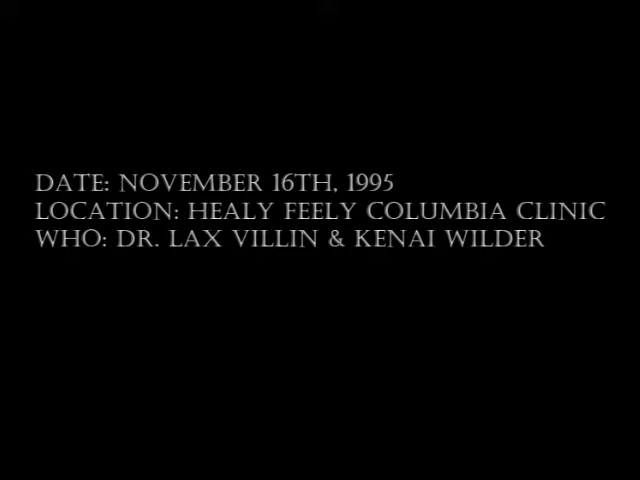 DATE: NOVEMBER 16TH, 1995
LOCATION: HEALY FEELY COLUMBIA CLINIC
WHO: DR. LAX VILLIN & KENAI WILDER